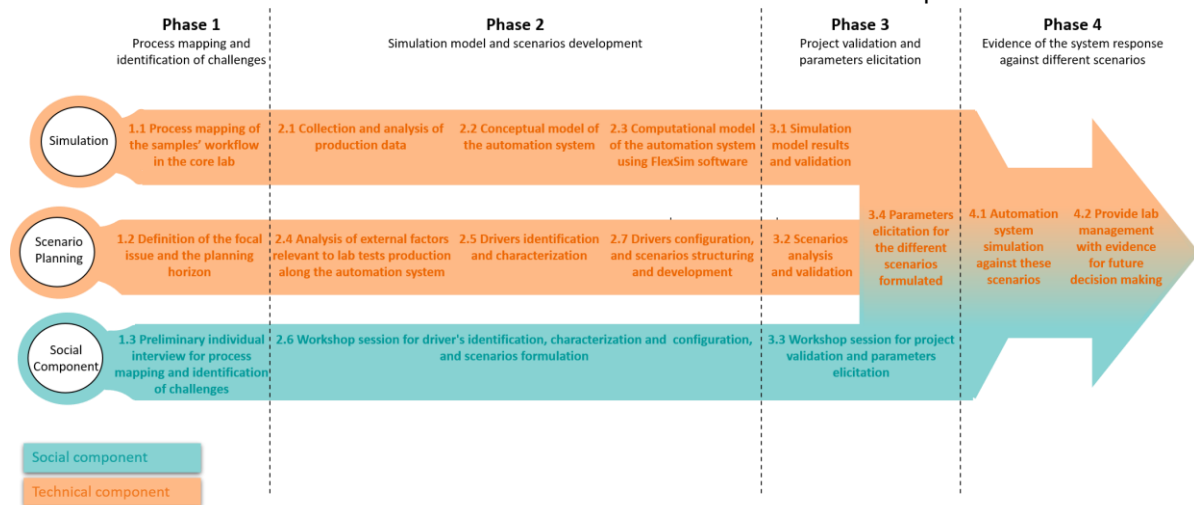 Phase 1
Process mapping and
identification of challenges
Phase 2
Simulation model and scenarios development
Phase 3
Project validation and
parameters elicitation
Phase 4
Evidence of the system response
against different scenarios
Simulation
1.1 Process mapping of
the samples' workflow
in the core lab
2.1 Collection and analysis of
production data
2.2 Conceptual model of
the automation system
2.3 Computational model
of the automation system
using FlexSim software
3.1 Simulation
model results
and validation
Scenario
Planning
1.2 Definition of the focal
issue and the planning
horizon
2.4 Analysis of external factors
relevant to lab tests production
along the automation system
2.5 Drivers identification
and characterization
2.7 Drivers configuration,
and scenarios structuring
and development
3.2 Scenarios
analysis
and validation
3.4 Parameters
elicitation for
the different
scenarios
formulated
4.1 Automation
system
simulation
against these
scenarios
4.2 Provide lab
management
with evidence
for future
decision making
Social
Component
1.3 Preliminary individual
interview for process
mapping and identification
of challenges
2.6 Workshop session for driver's identification, characterization and configuration,
and scenarios formulation
3.3 Workshop session for project
validation and parameters
elicitation
Social component
Technical component